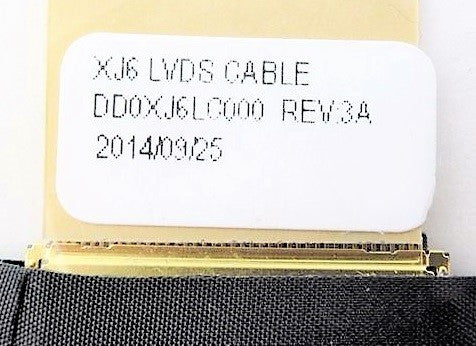 XJ6 LVDS CABLE
DD0XJ6LC000 REV:3A
2014/09/25